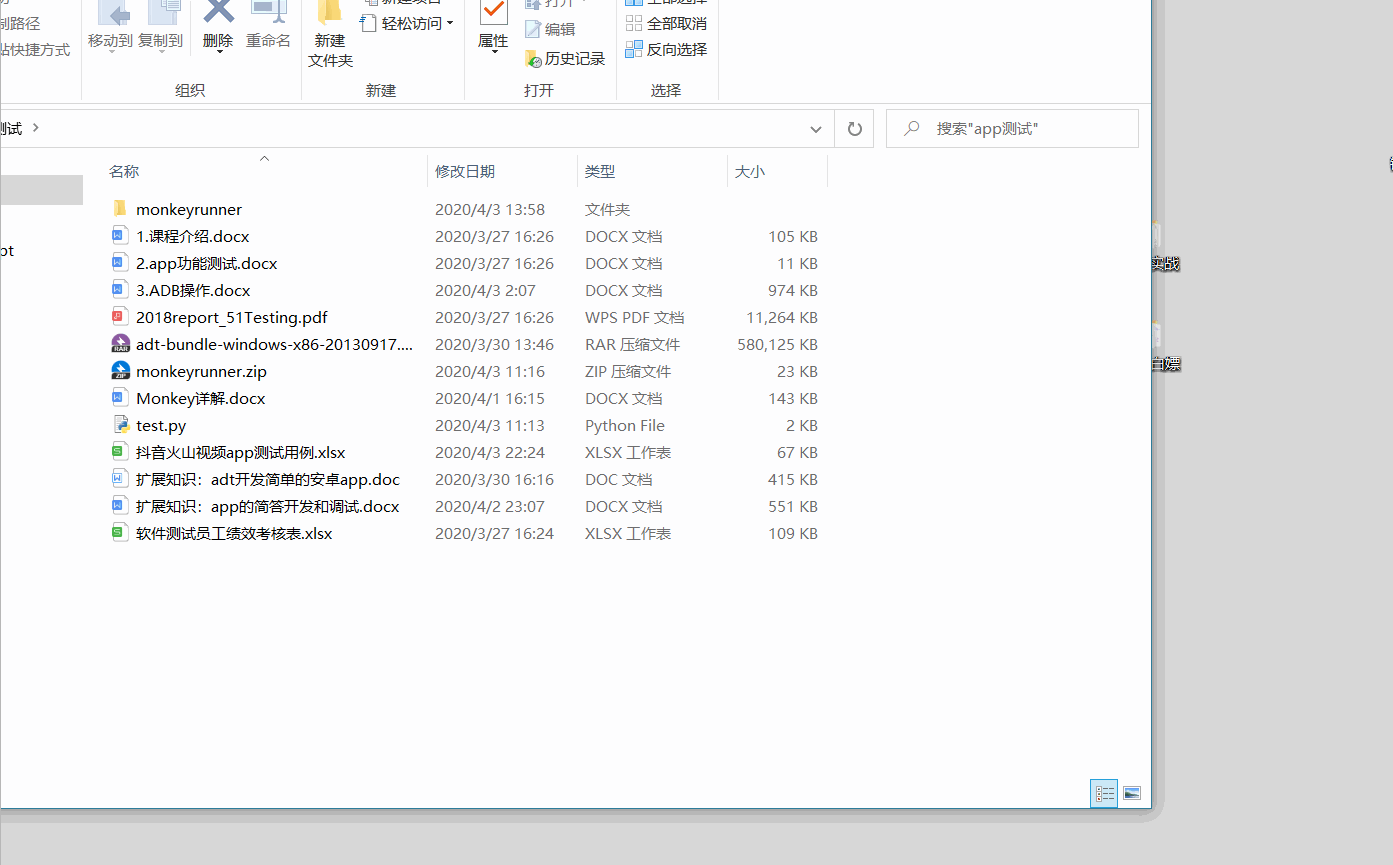 制路径
贴快捷方式
移动到 复制到
删除 重命名
组织
新建项目
轻松访问
新建
文件夹
新建
打开
编辑
历史记录
属性
打开
全部选择
全部取消
反向选择
选择
测试
搜索"app测试"
名称 修改日期 类型 大小
monkeyrunner 2020/4/3 13:58 文件夹
1.课程介绍.docx 2020/3/27 16:26 DOCX 文档 105 KB
2.app功能测试.docx 2020/3/27 16:26 DOCX 文档 11 KB
3.ADB操作.docx 2020/4/3 2:07 DOCX 文档 974 KB
2018report_51Testing.pdf 2020/3/27 16:26 WPS PDF 文档 11,264 KB
adt-bundle-windows-x86-20130917.... 2020/3/30 13:46 RAR 压缩文件 580,125 KB
monkeyrunner.zip 2020/4/3 11:16 ZIP 压缩文件 23 KB
Monkey详解.docx 2020/4/1 16:15 DOCX 文档 143 KB
test.py 2020/4/3 11:13 Python File 2 KB
抖音火山视频app测试用例.xlsx 2020/4/3 22:24 XLSX 工作表 67 KB
扩展知识：adt开发简单的安卓app.doc 2020/3/30 16:16 DOC 文档 415 KB
扩展知识：app的简答开发和调试.docx 2020/4/2 23:07 DOCX 文档 551 KB
软件测试员工绩效考核表.xlsx 2020/3/27 16:24 XLSX 工作表 109 KB
pt
实战
白嫖